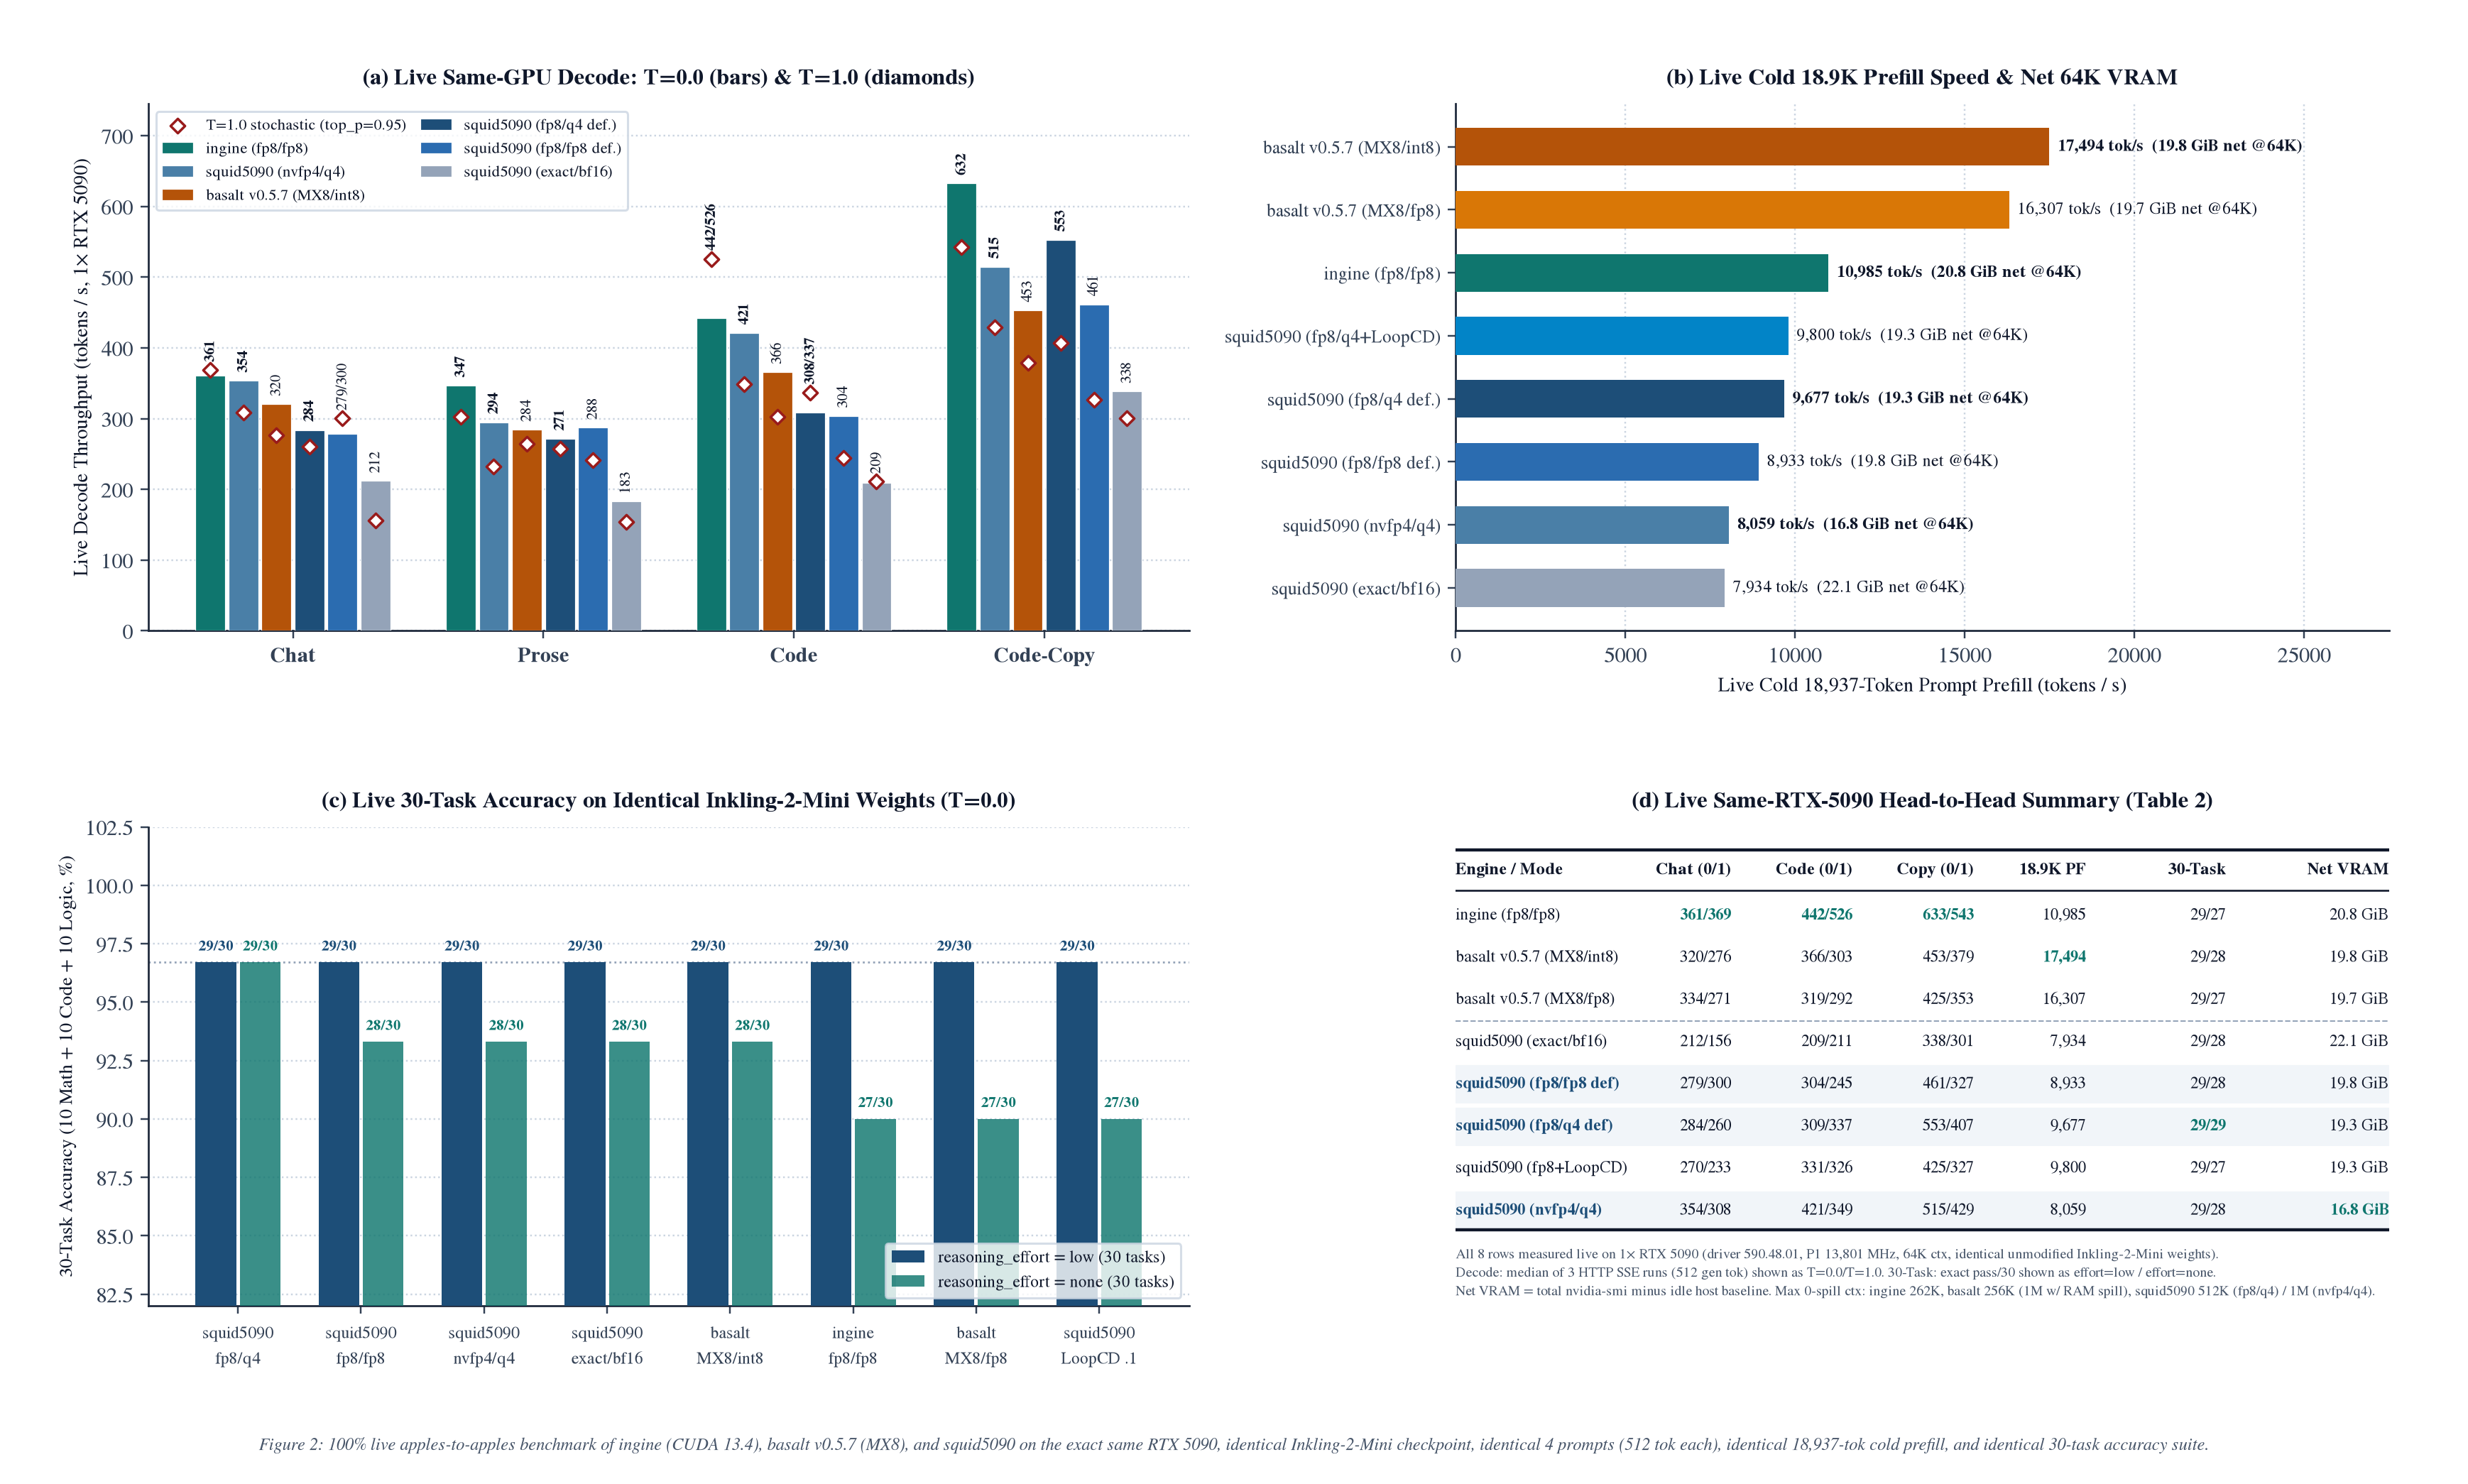 (a) Live Same-GPU Decode: T=0.0 (bars) & T=1.0 (diamonds)
Live Decode Throughput (tokens / s, 1× RTX 5090)
700
600
500
400
300
200
100
0
T=1.0 stochastic (top_p=0.95)
ingine (fp8/fp8)
squid5090 (nvfp4/q4)
basalt v0.5.7 (MX8/int8)
squid5090 (fp8/q4 def.)
squid5090 (fp8/fp8 def.)
squid5090 (exact/bf16)
361
354
320
284
279/300
212
347
294
284
271
288
183
442/526
421
366
308/337
304
209
632
515
453
553
461
338
Chat
Prose
Code
Code-Copy
(b) Live Cold 18.9K Prefill Speed & Net 64K VRAM
basalt v0.5.7 (MX8/int8) 17,494 tok/s (19.8 GiB net @64K)
basalt v0.5.7 (MX8/fp8) 16,307 tok/s (19.7 GiB net @64K)
ingine (fp8/fp8) 10,985 tok/s (20.8 GiB net @64K)
squid5090 (fp8/q4+LoopCD) 9,800 tok/s (19.3 GiB net @64K)
squid5090 (fp8/q4 def.) 9,677 tok/s (19.3 GiB net @64K)
squid5090 (fp8/fp8 def.) 8,933 tok/s (19.8 GiB net @64K)
squid5090 (nvfp4/q4) 8,059 tok/s (16.8 GiB net @64K)
squid5090 (exact/bf16) 7,934 tok/s (22.1 GiB net @64K)
0 5000 10000 15000 20000 25000
Live Cold 18,937-Token Prompt Prefill (tokens / s)
(c) Live 30-Task Accuracy on Identical Inkling-2-Mini Weights (T=0.0)
30-Task Accuracy (10 Math + 10 Code + 10 Logic, %)
102.5
100.0
97.5
95.0
92.5
90.0
87.5
85.0
82.5
29/30 29/30 29/30 29/30 29/30 29/30 29/30 29/30 29/30
28/30 28/30 28/30 28/30
27/30 27/30 27/30
reasoning_effort = low (30 tasks)
reasoning_effort = none (30 tasks)
squid5090 squid5090 squid5090 squid5090 basalt ingine basalt squid5090
fp8/q4 fp8/fp8 nvfp4/q4 exact/bf16 MX8/int8 fp8/fp8 MX8/fp8 LoopCD .1
(d) Live Same-RTX-5090 Head-to-Head Summary (Table 2)
Engine / Mode Chat (0/1) Code (0/1) Copy (0/1) 18.9K PF 30-Task Net VRAM
ingine (fp8/fp8) 361/369 442/526 633/543 10,985 29/27 20.8 GiB
basalt v0.5.7 (MX8/int8) 320/276 366/303 453/379 17,494 29/28 19.8 GiB
basalt v0.5.7 (MX8/fp8) 334/271 319/292 425/353 16,307 29/27 19.7 GiB
squid5090 (exact/bf16) 212/156 209/211 338/301 7,934 29/28 22.1 GiB
squid5090 (fp8/fp8 def) 279/300 304/245 461/327 8,933 29/28 19.8 GiB
squid5090 (fp8/q4 def) 284/260 309/337 553/407 9,677 29/29 19.3 GiB
squid5090 (fp8+LoopCD) 270/233 331/326 425/327 9,800 29/27 19.3 GiB
squid5090 (nvfp4/q4) 354/308 421/349 515/429 8,059 29/28 16.8 GiB
All 8 rows measured live on 1× RTX 5090 (driver 590.48.01, P1 13,801 MHz, 64K ctx, identical unmodified Inkling-2-Mini weights).
Decode: median of 3 HTTP SSE runs (512 gen tok) shown as T=0.0/T=1.0. 30-Task: exact pass/30 shown as effort=low / effort=none.
Net VRAM = total nvidia-smi minus idle host baseline. Max 0-spill ctx: ingine 262K, basalt 256K (1M w/ RAM spill), squid5090 512K (fp8/q4) / 1M (nvfp4/q4).
Figure 2: 100% live apples-to-apples benchmark of ingine (CUDA 13.4), basalt v0.5.7 (MX8), and squid5090 on the exact same RTX 5090, identical Inkling-2-Mini checkpoint, identical 4 prompts (512 tok each), identical 18,937-tok cold prefill, and identical 30-task accuracy suite.